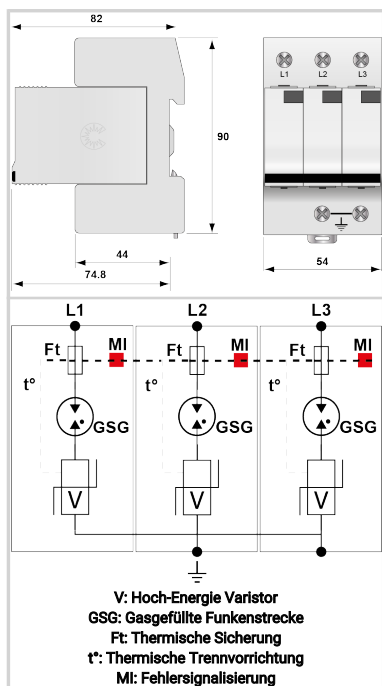 82
L1 L2 L3
90
44
74.8
54
L1 L2 L3
Ft MI Ft MI Ft MI
t° t° t°
GSG GSG GSG
V V V
V: Hoch-Energie Varistor
GSG: Gasgefüllte Funkenstrecke
Ft: Thermische Sicherung
t°: Thermische Trennvorrichtung
MI: Fehlersignalisierung